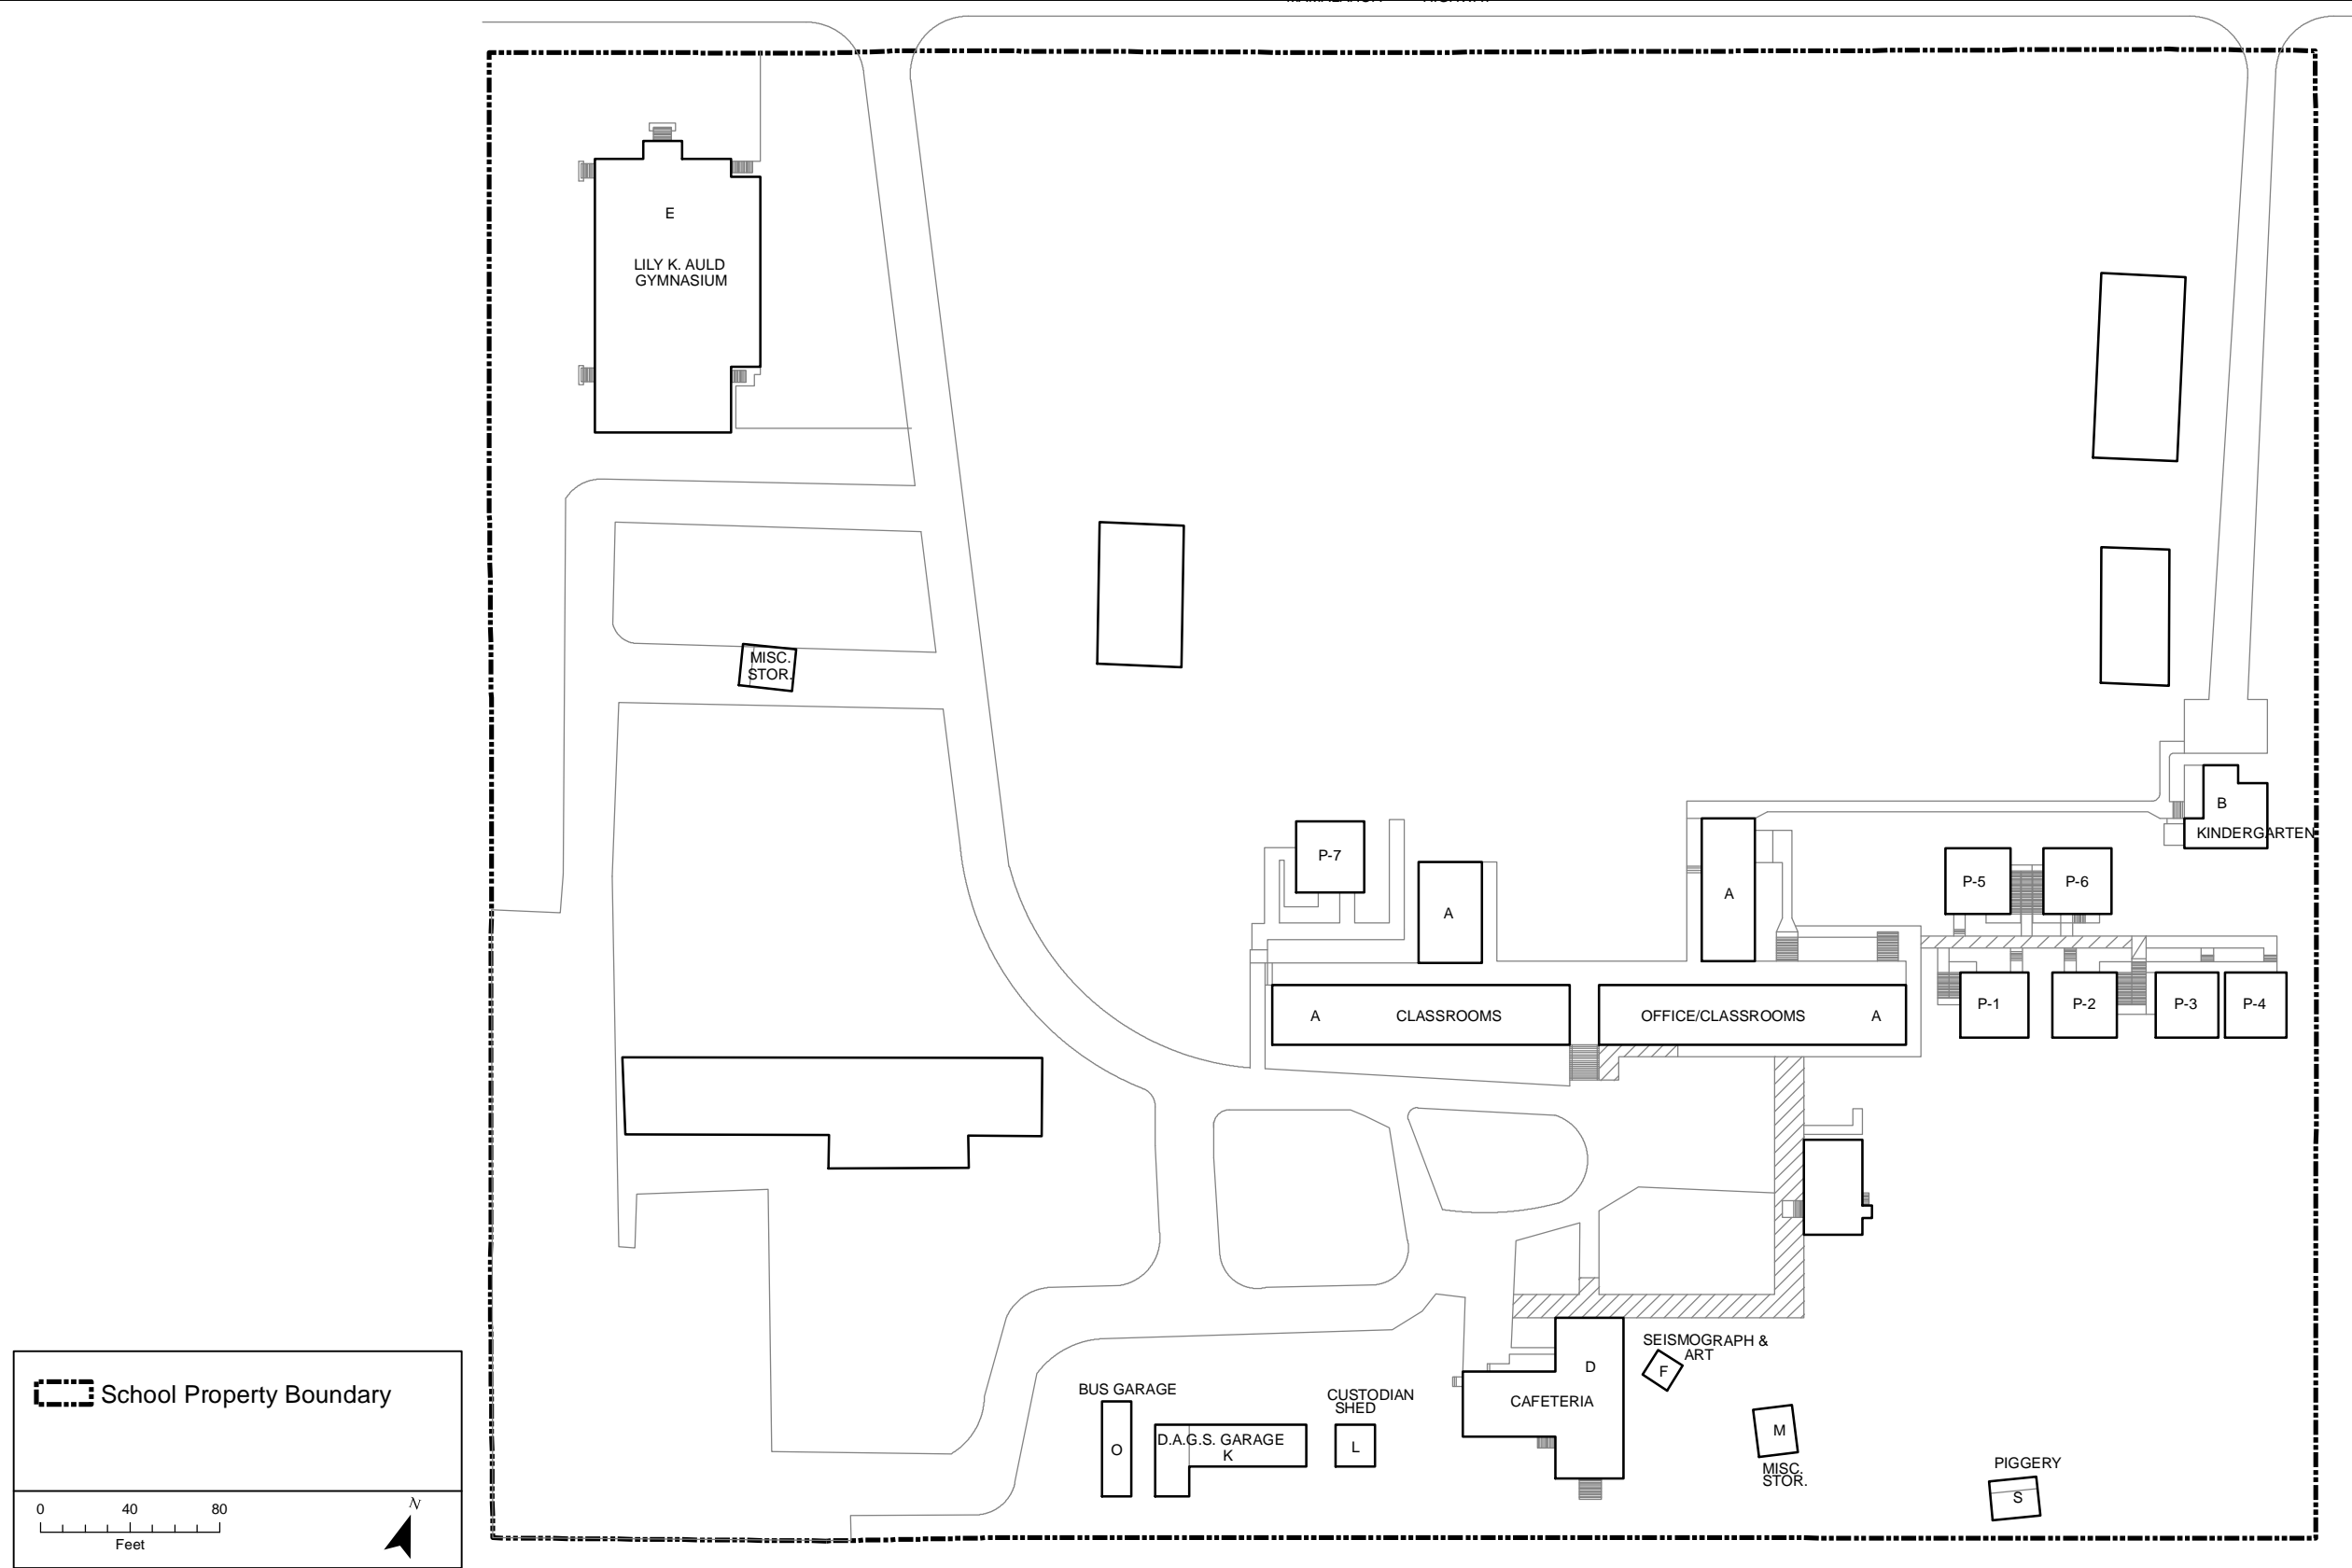 E
LILY K. AULD
GYMNASIUM
MISC.
STOR.
B
KINDERGARTEN
P-7
A
A
P-5
P-6
A
CLASSROOMS
OFFICE/CLASSROOMS
A
P-1
P-2
P-3
P-4
SEISMOGRAPH &
ART
F
D
CAFETERIA
BUS GARAGE
O
D.A.G.S. GARAGE
K
CUSTODIAN
SHED
L
M
MISC.
STOR.
PIGGERY
S
School Property Boundary
0 40 80
Feet
N